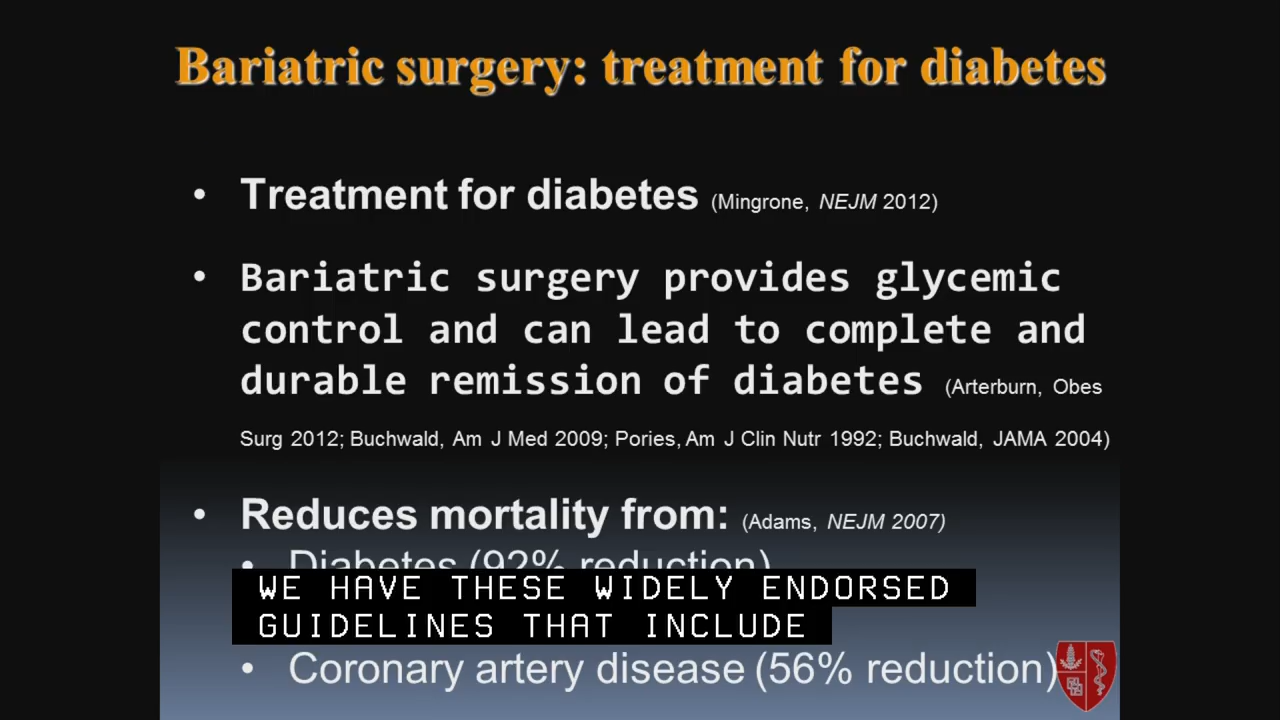 Bariatric surgery: treatment for diabetes
• Treatment for diabetes (Mingrone, NEJM 2012)
• Bariatric surgery provides glycemic
control and can lead to complete and
durable remission of diabetes (Arterburn, Obes
Surg 2012; Buchwald, Am J Med 2009; Pories, Am J Clin Nutr 1992; Buchwald, JAMA 2004)
• Reduces mortality from: (Adams, NEJM 2007)
• Diabetes (92% reduction)
WE HAVE THESE WIDELY ENDORSED
GUIDELINES THAT INCLUDE
• Coronary artery disease (56% reduction)